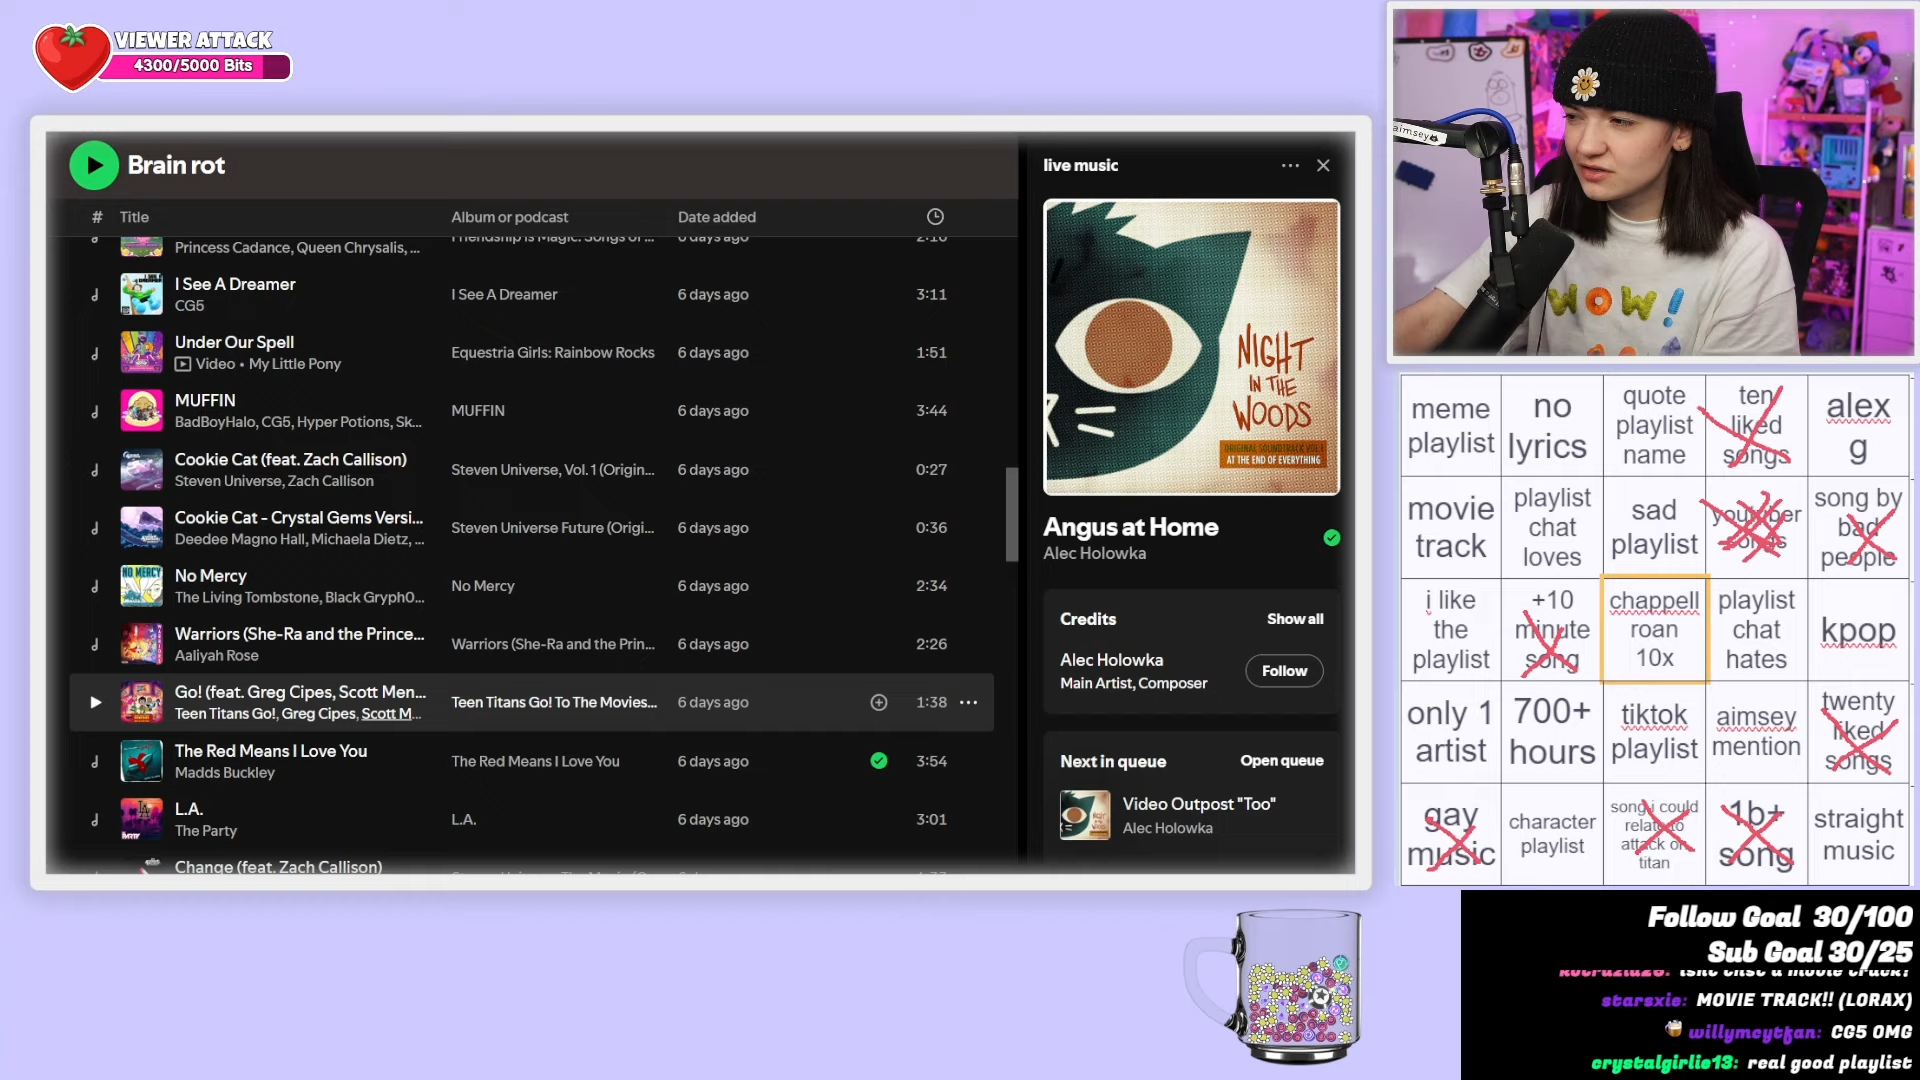 VIEWER ATTACK
4300/5000 Bits
Brain rot
# Title Album or podcast Date added
Princess Cadance, Queen Chrysalis, ...
I See A Dreamer
CG5
I See A Dreamer 6 days ago 3:11
Under Our Spell
Video • My Little Pony
Equestria Girls: Rainbow Rocks 6 days ago 1:51
MUFFIN
BadBoyHalo, CG5, Hyper Potions, Sk...
MUFFIN 6 days ago 3:44
Cookie Cat (feat. Zach Callison)
Steven Universe, Zach Callison
Steven Universe, Vol. 1 (Origin... 6 days ago 0:27
Cookie Cat - Crystal Gems Versi...
Deedee Magno Hall, Michaela Dietz, ...
Steven Universe Future (Origi... 6 days ago 0:36
No Mercy
The Living Tombstone, Black Gryph0...
No Mercy 6 days ago 2:34
Warriors (She-Ra and the Prince...
Aaliyah Rose
Warriors (She-Ra and the Prin... 6 days ago 2:26
Go! (feat. Greg Cipes, Scott Men...
Teen Titans Go!, Greg Cipes, Scott M...
Teen Titans Go! To The Movies... 6 days ago 1:38
The Red Means I Love You
Madds Buckley
The Red Means I Love You 6 days ago 3:54
L.A.
The Party
L.A. 6 days ago 3:01
Change (feat. Zach Callison)
live music
NIGHT
IN THE
WOODS
ORIGINAL SOUNDTRACK VOL. 1
AT THE END OF EVERYTHING
Angus at Home
Alec Holowka
Credits Show all
Alec Holowka
Main Artist, Composer
Follow
Next in queue Open queue
Video Outpost "Too"
Alec Holowka
aimsey
WOW!
meme
playlist
no
lyrics
quote
playlist
name
ten
liked
songs
alex
g
movie
track
playlist
chat
loves
sad
playlist
youtuber
songs
song by
bad
people
i like
the
playlist
+10
minute
song
chappell
roan
10x
playlist
chat
hates
kpop
only 1
artist
700+
hours
tiktok
playlist
aimsey
mention
twenty
liked
songs
gay
music
character
playlist
song i could
relate to
attack on
titan
1b+
song
straight
music
Follow Goal 30/100
Sub Goal 30/25
starsxie: MOVIE TRACK!! (LORAX)
willymcytfan: CG5 OMG
crystalgirlie13: real good playlist